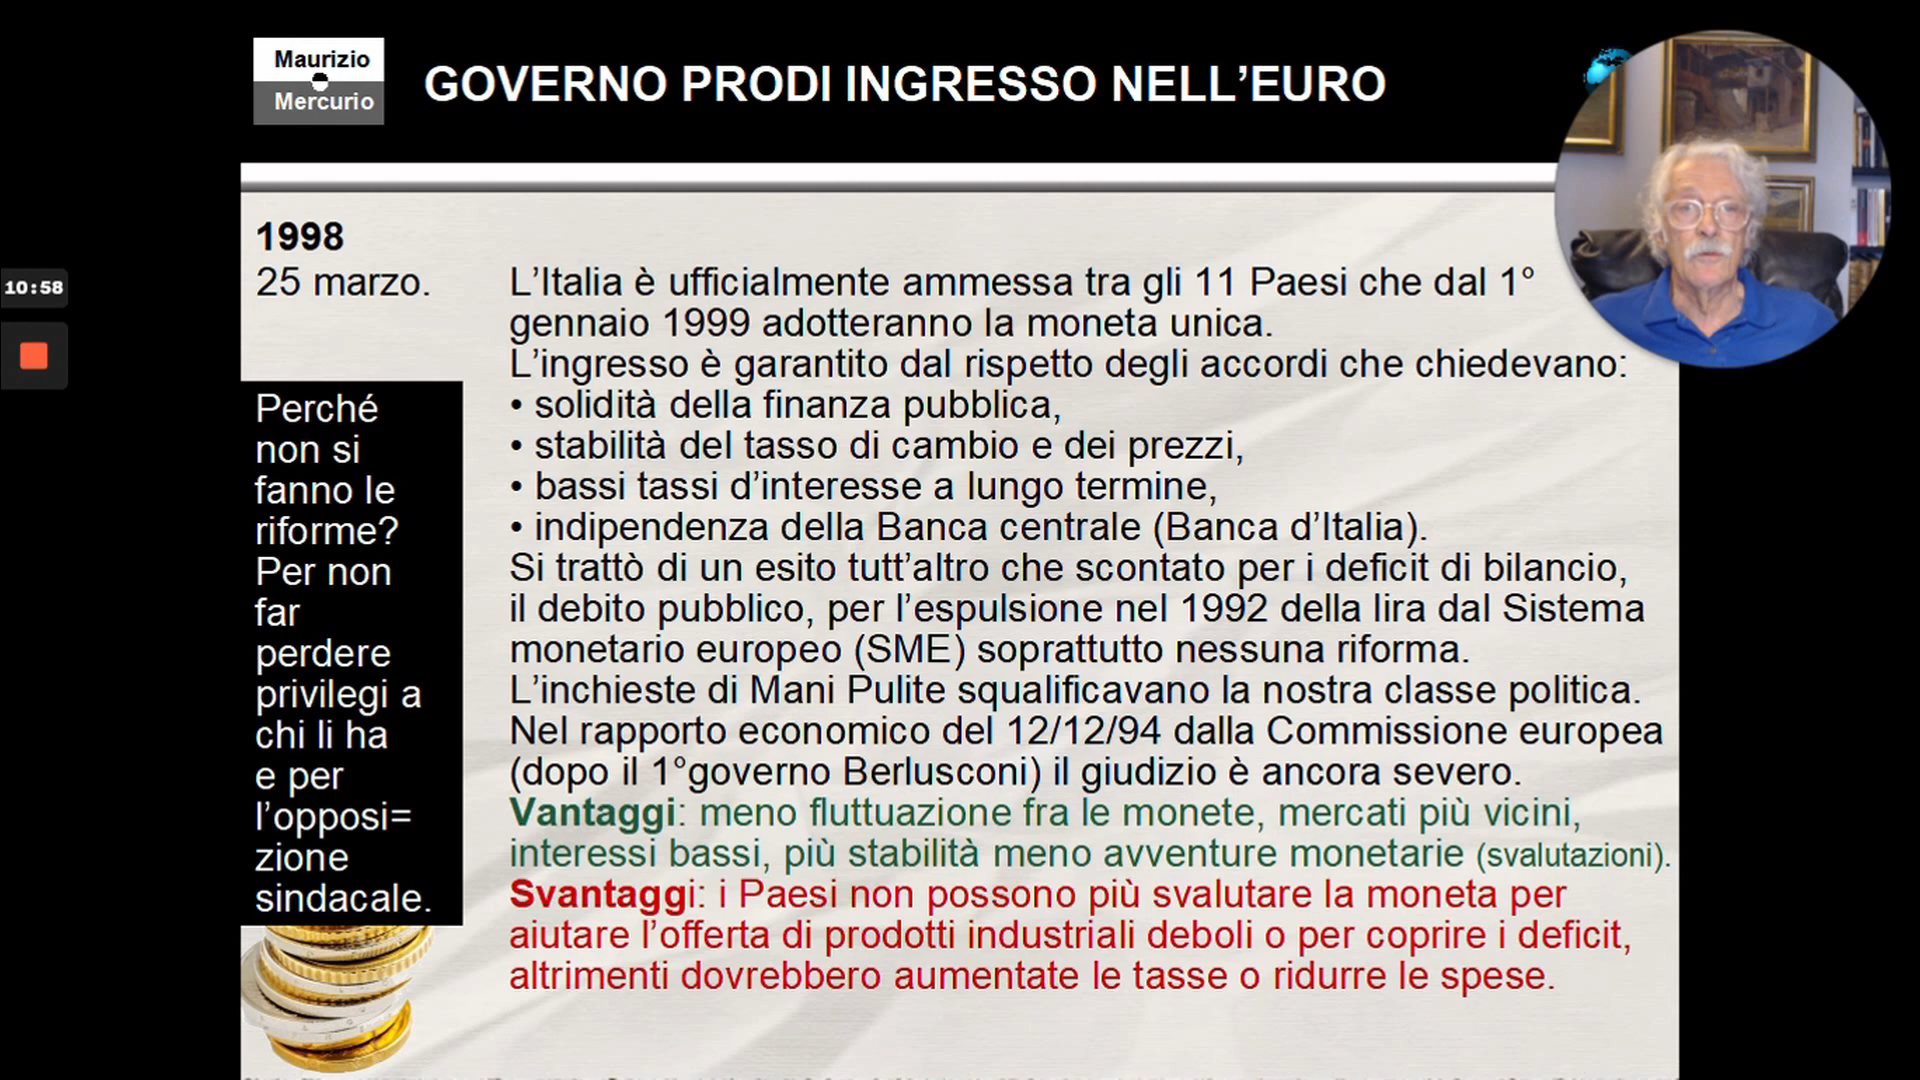 Maurizio
Mercurio
GOVERNO PRODI INGRESSO NELL’EURO
10:58
1998
25 marzo.
L’Italia è ufficialmente ammessa tra gli 11 Paesi che dal 1°
gennaio 1999 adotteranno la moneta unica.
L’ingresso è garantito dal rispetto degli accordi che chiedevano:
• solidità della finanza pubblica,
• stabilità del tasso di cambio e dei prezzi,
• bassi tassi d’interesse a lungo termine,
• indipendenza della Banca centrale (Banca d’Italia).
Si trattò di un esito tutt’altro che scontato per i deficit di bilancio,
il debito pubblico, per l’espulsione nel 1992 della lira dal Sistema
monetario europeo (SME) soprattutto nessuna riforma.
L’inchieste di Mani Pulite squalificavano la nostra classe politica.
Nel rapporto economico del 12/12/94 dalla Commissione europea
(dopo il 1°governo Berlusconi) il giudizio è ancora severo.
Vantaggi: meno fluttuazione fra le monete, mercati più vicini,
interessi bassi, più stabilità meno avventure monetarie (svalutazioni).
Svantaggi: i Paesi non possono più svalutare la moneta per
aiutare l’offerta di prodotti industriali deboli o per coprire i deficit,
altrimenti dovrebbero aumentate le tasse o ridurre le spese.
Perché
non si
fanno le
riforme?
Per non
far
perdere
privilegi a
chi li ha
e per
l’opposi=
zione
sindacale.